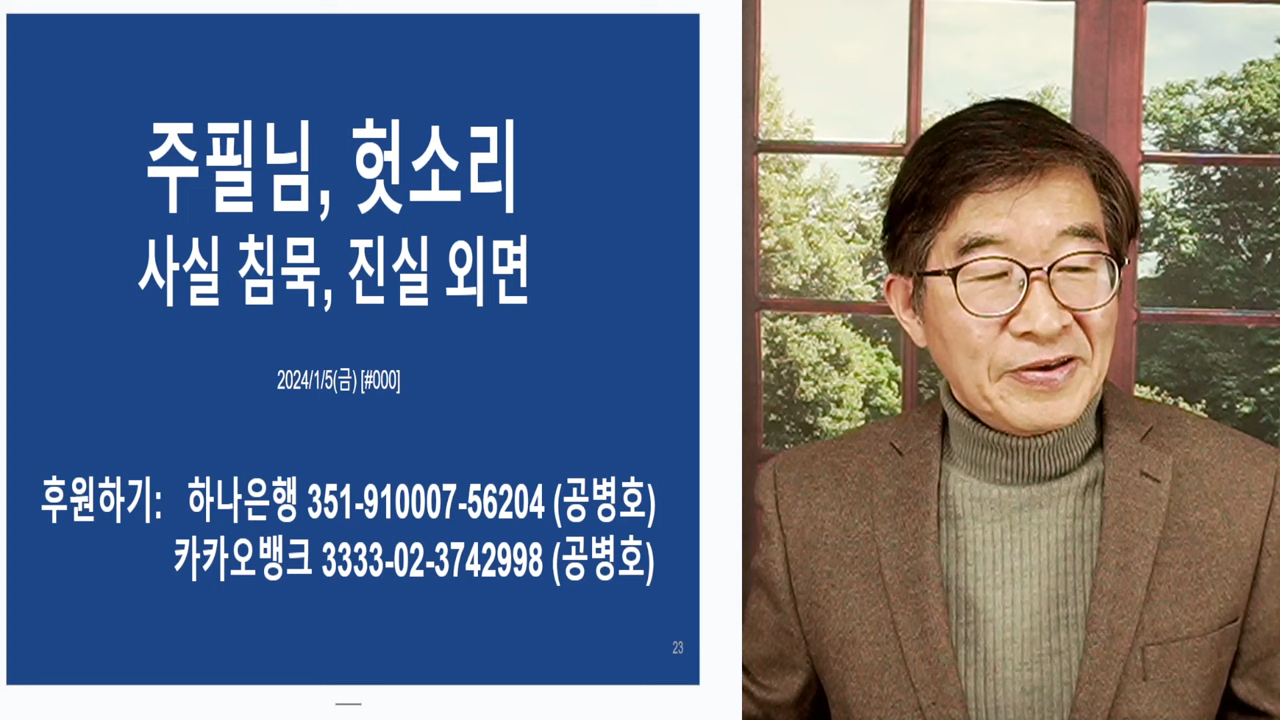 주필님, 헛소리
사실 침묵, 진실 외면
2024/1/5(금) [#000]
후원하기: 하나은행 351-910007-56204 (공병호)
카카오뱅크 3333-02-3742998 (공병호)
23